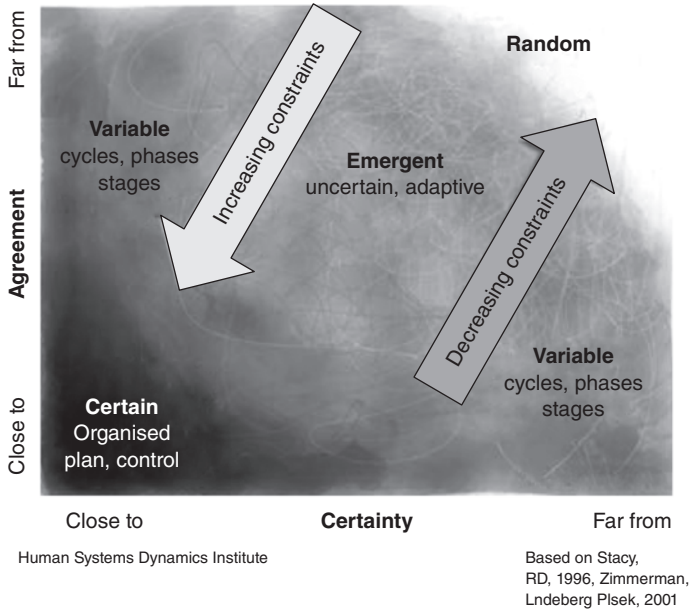 Far from
Random
Increasing constraints
Variable
cycles, phases
stages
Emergent
uncertain, adaptive
Agreement
Decreasing constraints
Variable
cycles, phases
stages
Certain
Organised
plan, control
Close to
Close to
Certainty
Far from
Human Systems Dynamics Institute
Based on Stacy,
RD, 1996, Zimmerman,
Lndeberg Plsek, 2001